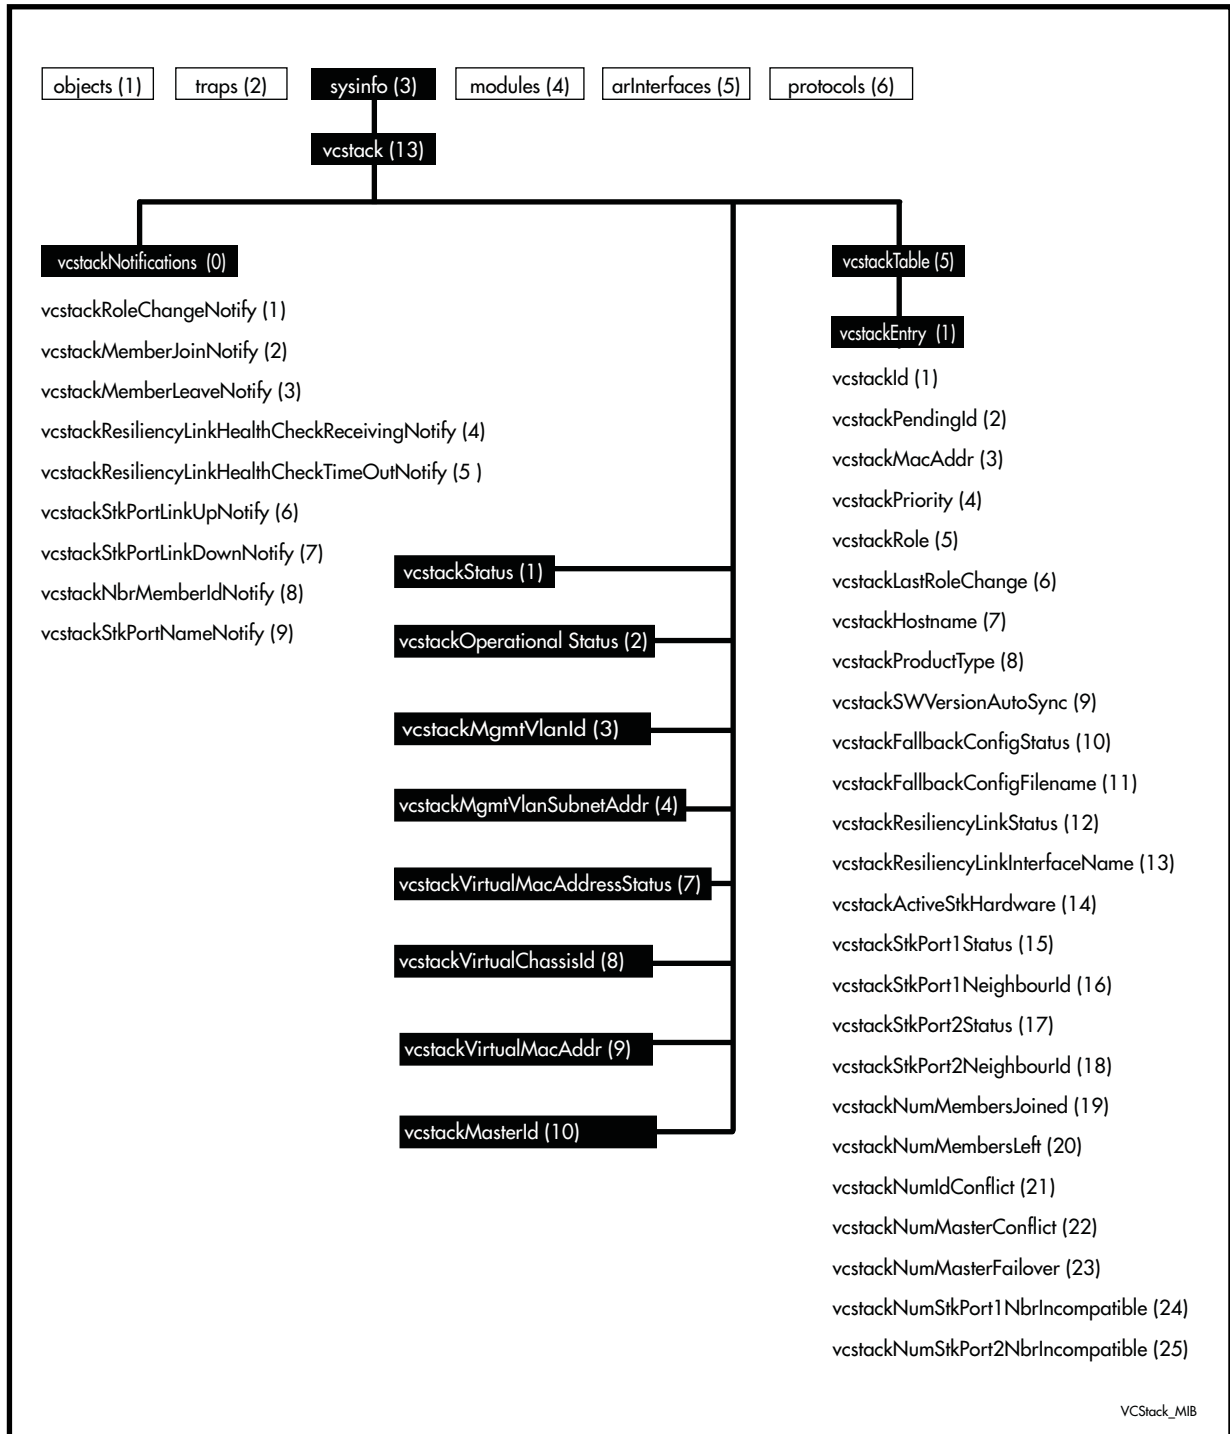 objects (1)
traps (2)
sysinfo (3)
modules (4)
arInterfaces (5)
protocols (6)
vcstack (13)
vcstackNotifications (0)
vcstackRoleChangeNotify (1)
vcstackMemberJoinNotify (2)
vcstackMemberLeaveNotify (3)
vcstackResiliencyLinkHealthCheckReceivingNotify (4)
vcstackResiliencyLinkHealthCheckTimeOutNotify (5 )
vcstackStkPortLinkUpNotify (6)
vcstackStkPortLinkDownNotify (7)
vcstackNbrMemberIdNotify (8)
vcstackStkPortNameNotify (9)
vcstackStatus (1)
vcstackOperational Status (2)
vcstackMgmtVlanId (3)
vcstackMgmtVlanSubnetAddr (4)
vcstackVirtualMacAddressStatus (7)
vcstackVirtualChassisId (8)
vcstackVirtualMacAddr (9)
vcstackMasterId (10)
vcstackTable (5)
vcstackEntry (1)
vcstackId (1)
vcstackPendingId (2)
vcstackMacAddr (3)
vcstackPriority (4)
vcstackRole (5)
vcstackLastRoleChange (6)
vcstackHostname (7)
vcstackProductType (8)
vcstackSWVersionAutoSync (9)
vcstackFallbackConfigStatus (10)
vcstackFallbackConfigFilename (11)
vcstackResiliencyLinkStatus (12)
vcstackResiliencyLinkInterfaceName (13)
vcstackActiveStkHardware (14)
vcstackStkPort1Status (15)
vcstackStkPort1NeighbourId (16)
vcstackStkPort2Status (17)
vcstackStkPort2NeighbourId (18)
vcstackNumMembersJoined (19)
vcstackNumMembersLeft (20)
vcstackNumIdConflict (21)
vcstackNumMasterConflict (22)
vcstackNumMasterFailover (23)
vcstackNumStkPort1NbrIncompatible (24)
vcstackNumStkPort2NbrIncompatible (25)
VCStack_MIB